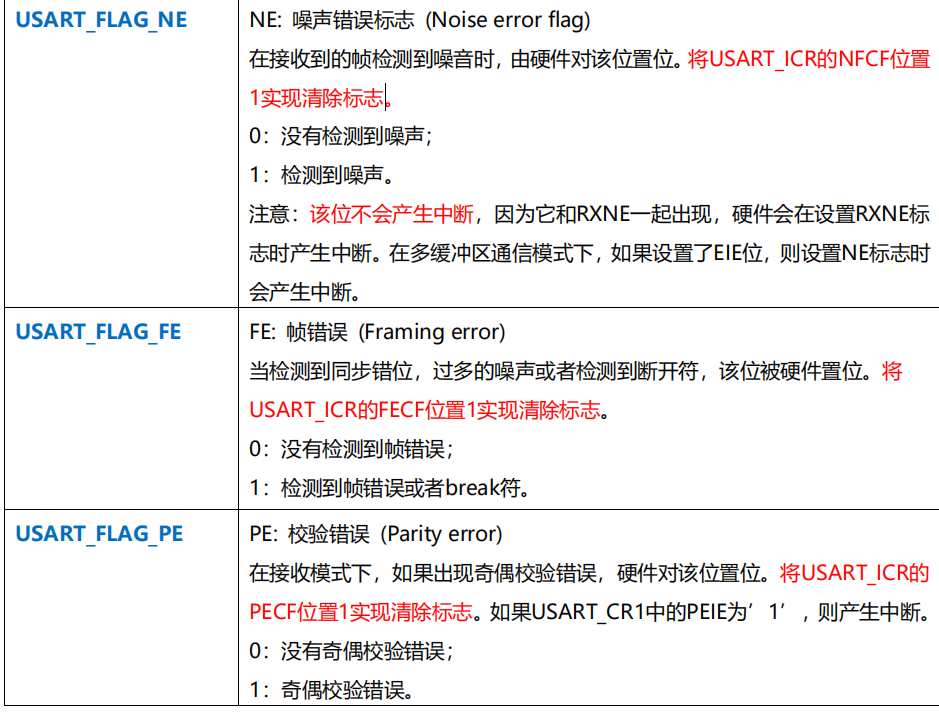 USART_FLAG_NE
NE: 噪声错误标志 (Noise error flag)
在接收到的帧检测到噪音时，由硬件对该位置位。将USART_ICR的NFCF位置
1实现清除标志。
0：没有检测到噪声；
1：检测到噪声。
注意：该位不会产生中断，因为它和RXNE一起出现，硬件会在设置RXNE标
志时产生中断。在多缓冲区通信模式下，如果设置了EIE位，则设置NE标志时
会产生中断。
USART_FLAG_FE
FE: 帧错误 (Framing error)
当检测到同步错位，过多的噪声或者检测到断开符，该位被硬件置位。将
USART_ICR的FECF位置1实现清除标志。
0：没有检测到帧错误；
1：检测到帧错误或者break符。
USART_FLAG_PE
PE: 校验错误 (Parity error)
在接收模式下，如果出现奇偶校验错误，硬件对该位置位。将USART_ICR的
PECF位置1实现清除标志。如果USART_CR1中的PEIE为’1’，则产生中断。
0：没有奇偶校验错误；
1：奇偶校验错误。